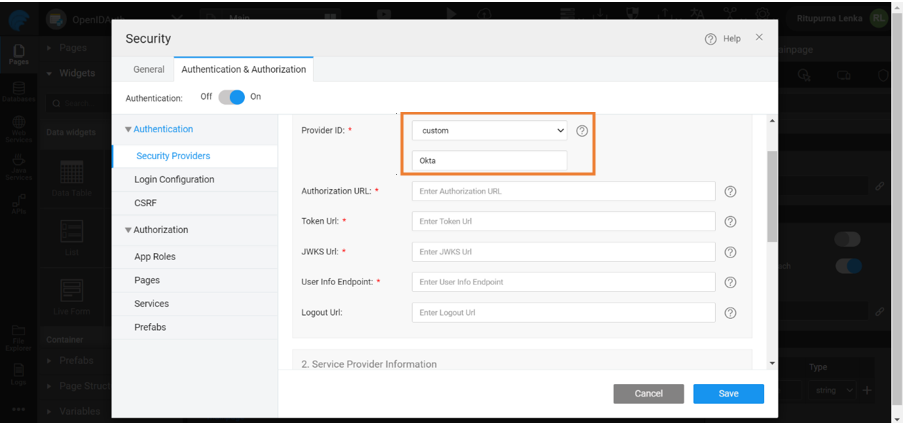 OpenIDAuth
Main
Ritupurna Lenka
RL
Pages
Databases
Web Services
Java Services
APIs
File Explorer
Logs
Pages
Widgets
Search
Data widgets
Data Table
List
Live Form
Container
Prefabs
Page Struct
Variables
Security
Help
General
Authentication & Authorization
Authentication:
Off
On
Authentication
Security Providers
Login Configuration
CSRF
Authorization
App Roles
Pages
Services
Prefabs
Provider ID: *
custom
Okta
Authorization URL: *
Enter Authorization URL
Token Url: *
Enter Token Url
JWKS Url: *
Enter JWKS Url
User Info Endpoint: *
Enter User Info Endpoint
Logout Url:
Enter Logout Url
2. Service Provider Information
Cancel
Save
Type
string